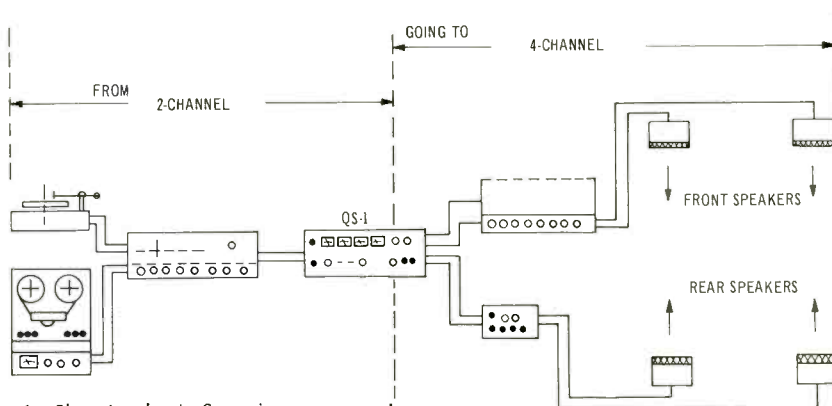 GOING TO
4-CHANNEL
FROM
2-CHANNEL
QS-1
FRONT SPEAKERS
REAR SPEAKERS